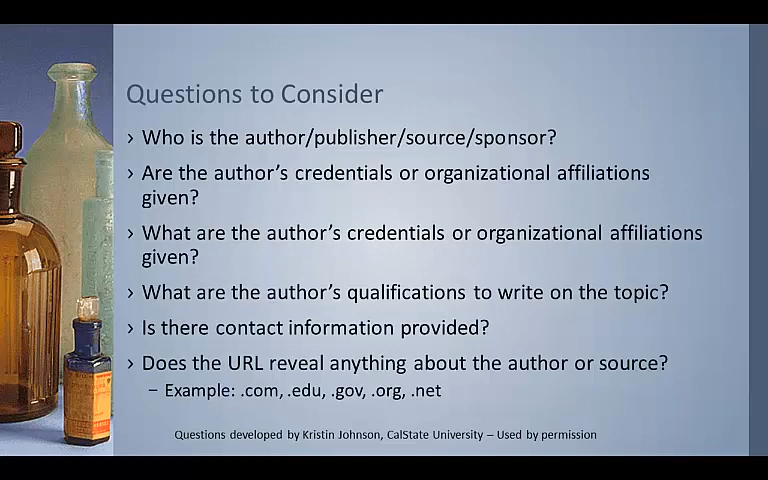 Questions to Consider
› Who is the author/publisher/source/sponsor?
› Are the author's credentials or organizational affiliations
given?
› What are the author's credentials or organizational affiliations
given?
› What are the author's qualifications to write on the topic?
› Is there contact information provided?
› Does the URL reveal anything about the author or source?
– Example: .com, .edu, .gov, .org, .net
Questions developed by Kristin Johnson, CalState University – Used by permission